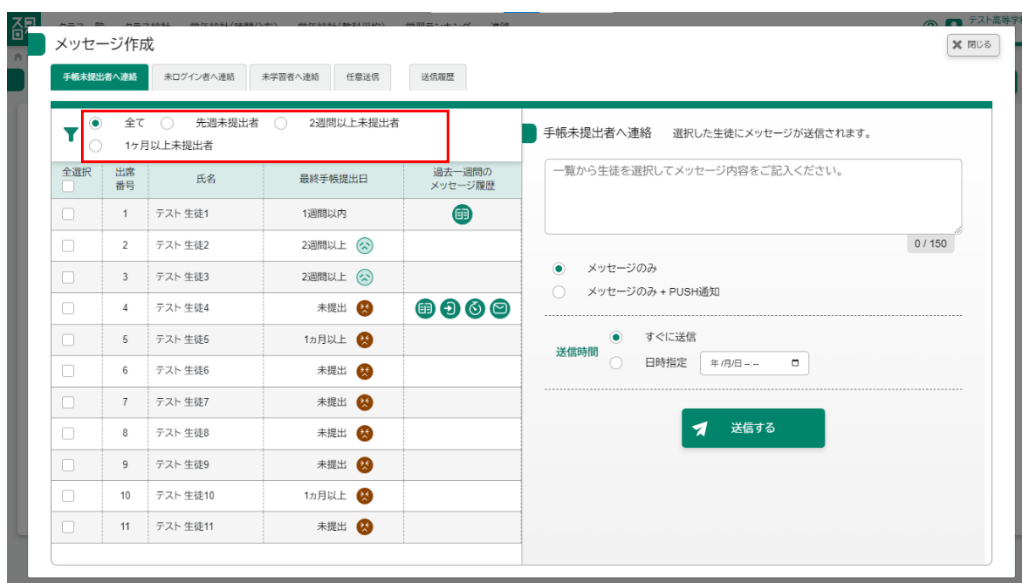 テスト高等学
メッセージ作成
閉じる
手帳未提出者へ連絡 未ログイン者へ連絡 未学習者へ連絡 任意送信 送信履歴
全て 先週未提出者 2週間以上未提出者
1ヶ月以上未提出者
手帳未提出者へ連絡 選択した生徒にメッセージが送信されます。
一覧から生徒を選択してメッセージ内容をご記入ください。
0 / 150
メッセージのみ
メッセージのみ + PUSH通知
送信時間
すぐに送信
日時指定 年 /月/日 --:--
送信する
全選択 出席番号 氏名 最終手帳提出日 過去一週間のメッセージ履歴
1 テスト 生徒1 1週間以内
2 テスト 生徒2 2週間以上
3 テスト 生徒3 2週間以上
4 テスト 生徒4 未提出
5 テスト 生徒5 1ヵ月以上
6 テスト 生徒6 未提出
7 テスト 生徒7 未提出
8 テスト 生徒8 未提出
9 テスト 生徒9 未提出
10 テスト 生徒10 1ヵ月以上
11 テスト 生徒11 未提出